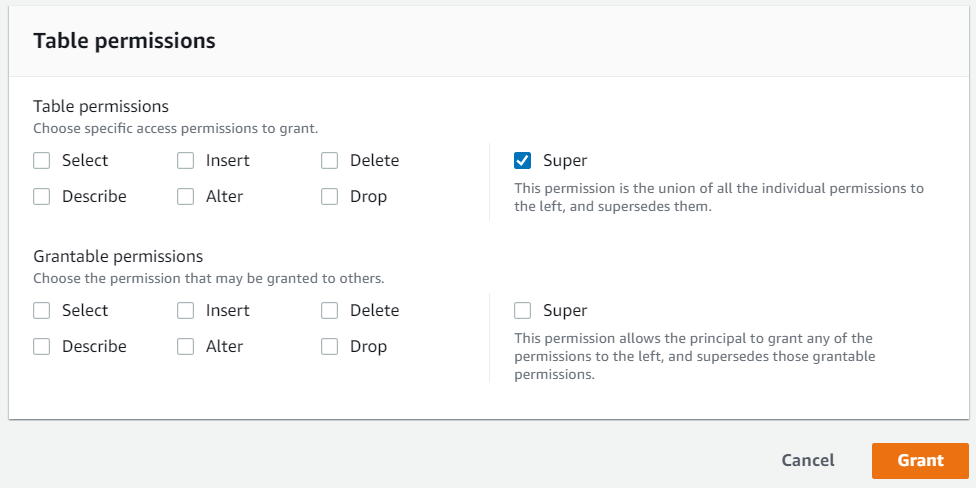 Table permissions
Table permissions
Choose specific access permissions to grant.
Select Insert Delete Super
Describe Alter Drop
This permission is the union of all the individual permissions to
the left, and supersedes them.
Grantable permissions
Choose the permission that may be granted to others.
Select Insert Delete Super
Describe Alter Drop
This permission allows the principal to grant any of the
permissions to the left, and supersedes those grantable
permissions.
Cancel Grant